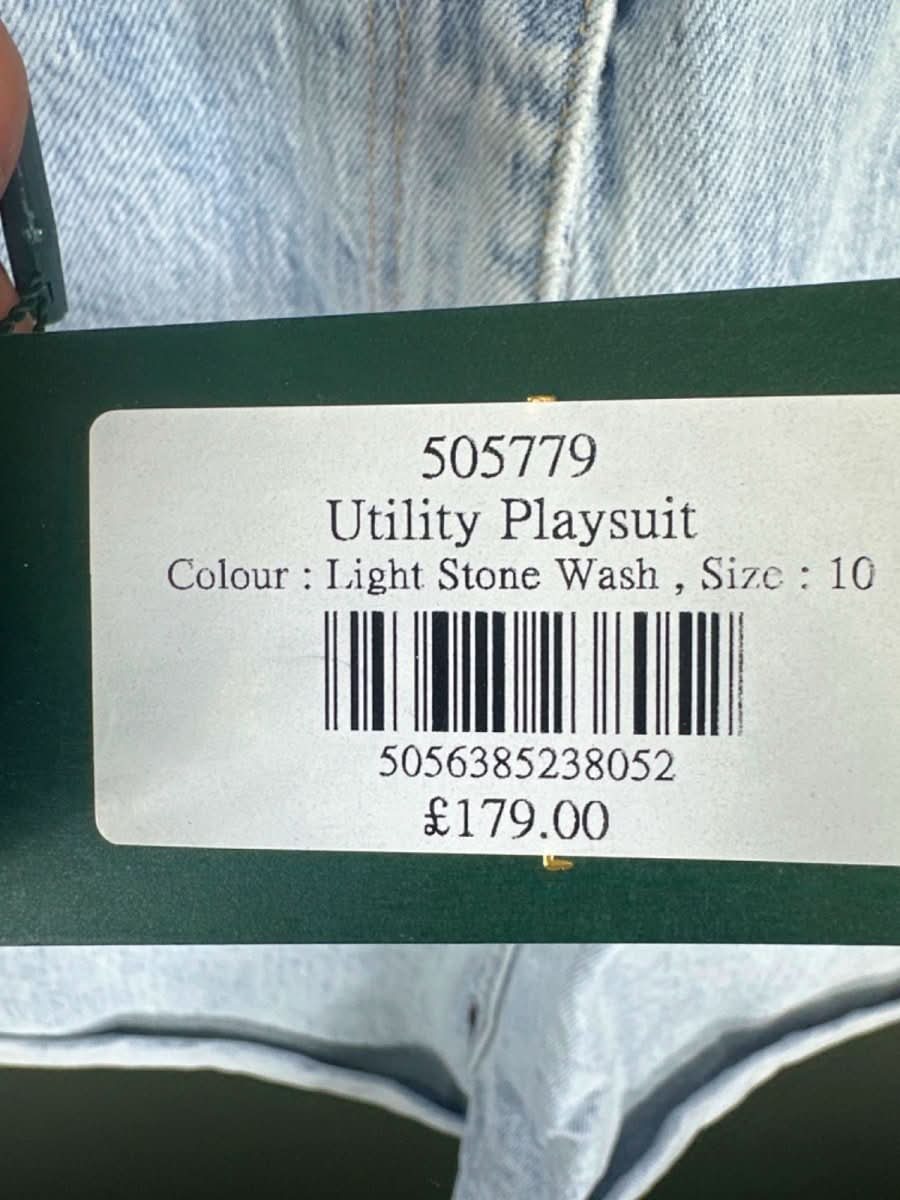 505779
Utility Playsuit
Colour : Light Stone Wash , Size : 10
5056385238052
£179.00